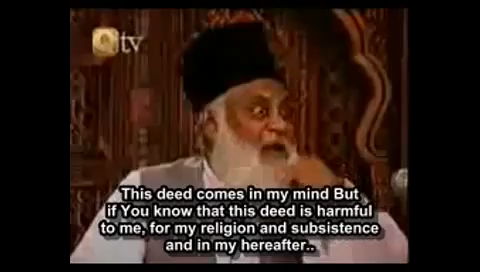 tv
This deed comes in my mind But
if You know that this deed is harmful
to me, for my religion and subsistence
and in my hereafter..